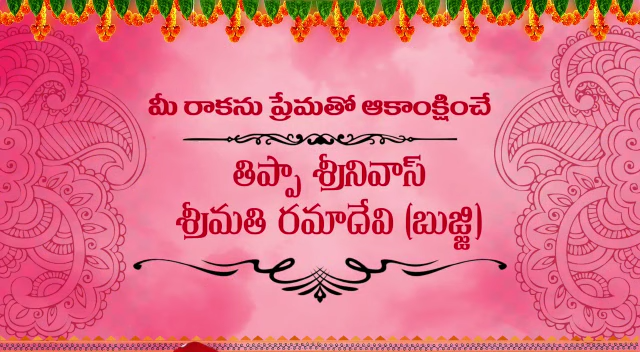 మీ రాకను ప్రేమతో ఆకాంక్షించే
తిప్పా శ్రీనివాస్
శ్రీమతి రమాదేవి (బుజ్జి)